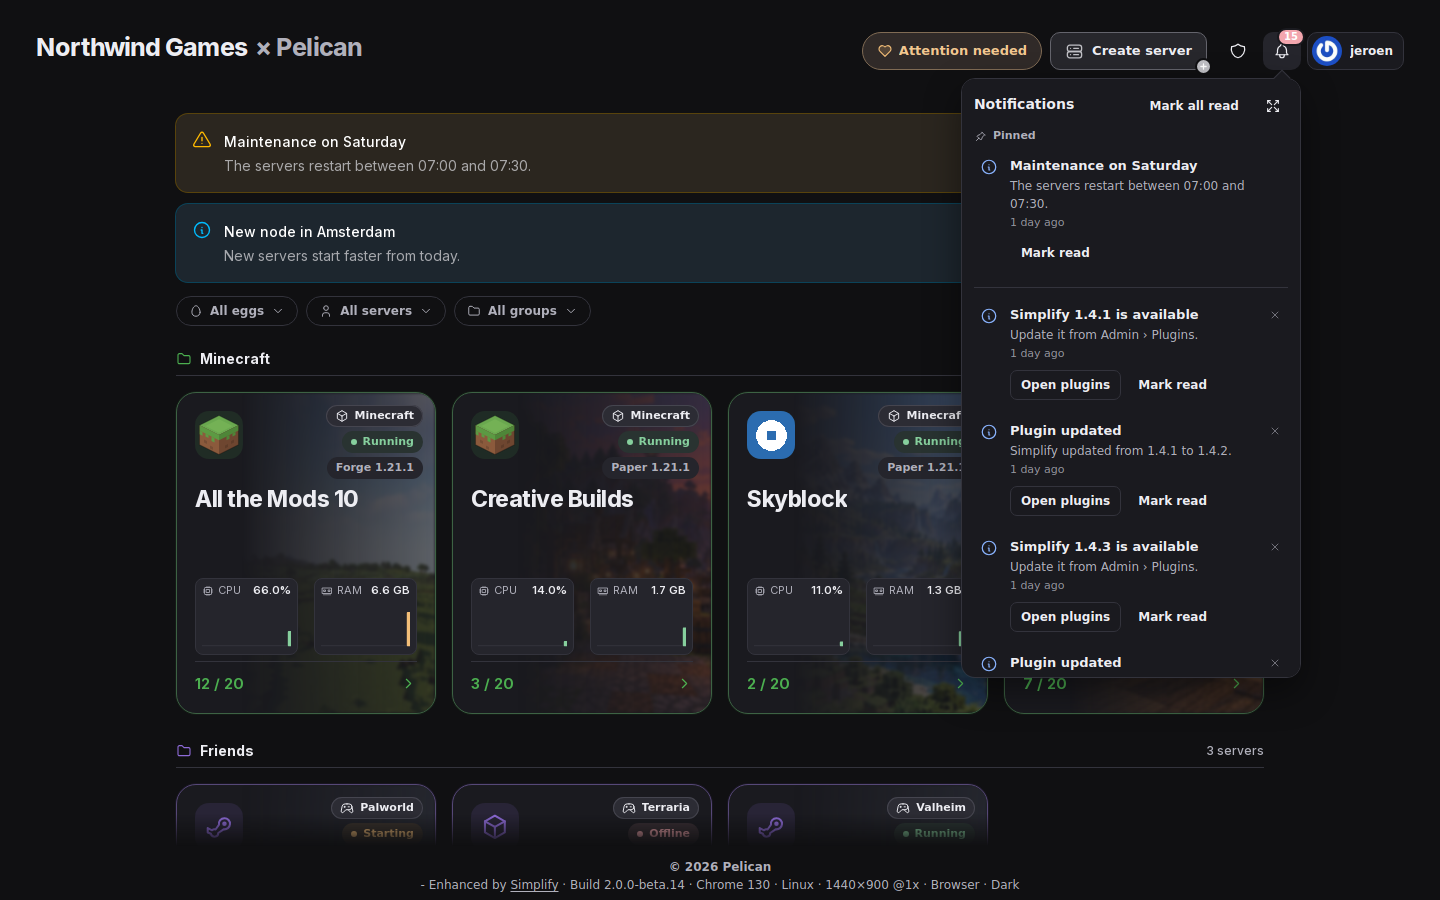 Northwind Games × Pelican
Attention needed
Create server
15
jeroen
Maintenance on Saturday
The servers restart between 07:00 and 07:30.
New node in Amsterdam
New servers start faster from today.
Notifications
Mark all read
Pinned
Maintenance on Saturday
The servers restart between 07:00 and
07:30.
1 day ago
Mark read
Simplify 1.4.1 is available
Update it from Admin › Plugins.
1 day ago
Open plugins
Mark read
Plugin updated
Simplify updated from 1.4.1 to 1.4.2.
1 day ago
Open plugins
Mark read
Simplify 1.4.3 is available
Update it from Admin › Plugins.
1 day ago
Open plugins
Mark read
Plugin updated
All eggs
All servers
All groups
Minecraft
Minecraft
Running
Forge 1.21.1
All the Mods 10
CPU 66.0%
RAM 6.6 GB
12 / 20
Minecraft
Running
Paper 1.21.1
Creative Builds
CPU 14.0%
RAM 1.7 GB
3 / 20
Minecraft
Running
Paper 1.21.1
Skyblock
CPU 11.0%
RAM 1.3 GB
2 / 20
7 / 20
Friends
3 servers
Palworld
Starting
Terraria
Offline
Valheim
Running
© 2026 Pelican
- Enhanced by Simplify · Build 2.0.0-beta.14 · Chrome 130 · Linux · 1440×900 @1x · Browser · Dark